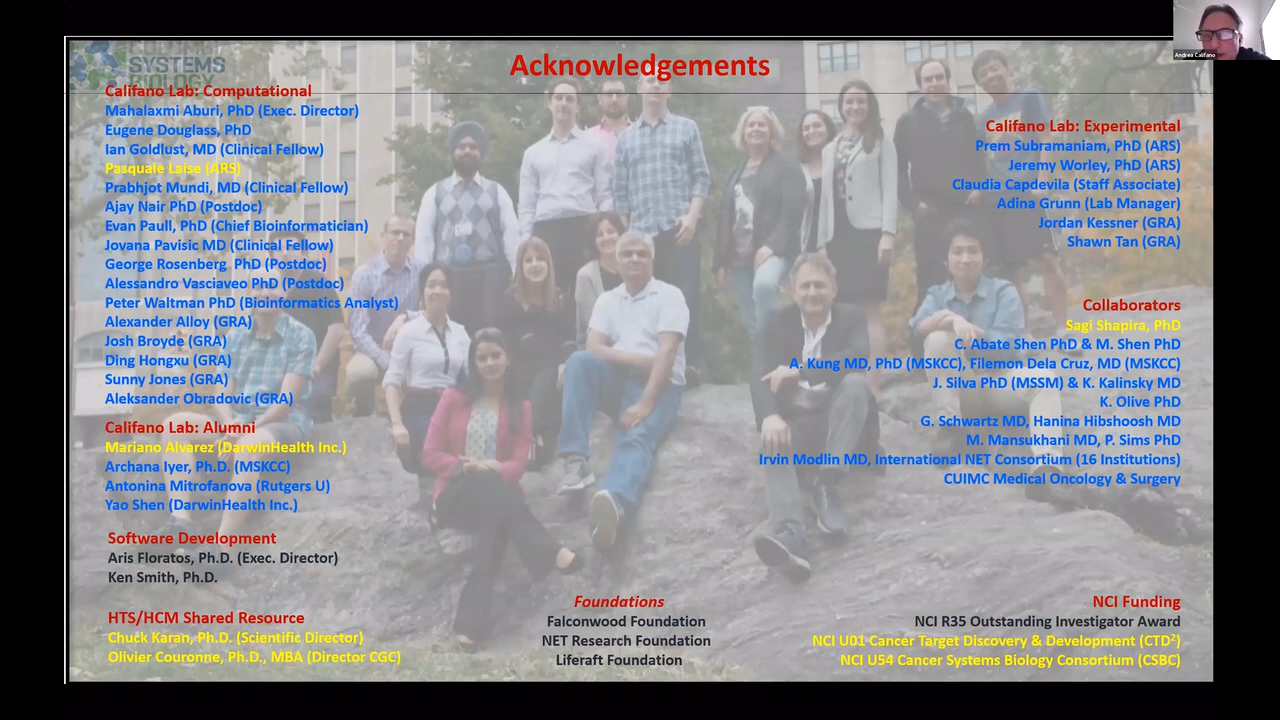 Andrea Califano
COLUMBIA
SYSTEMS
BIOLOGY
Acknowledgements
Califano Lab: Computational
Mahalaxmi Aburi, PhD (Exec. Director)
Eugene Douglass, PhD
Ian Goldlust, MD (Clinical Fellow)
Pasquale Laise (ARS)
Prabhjot Mundi, MD (Clinical Fellow)
Ajay Nair PhD (Postdoc)
Evan Paull, PhD (Chief Bioinformatician)
Jovana Pavisic MD (Clinical Fellow)
George Rosenberg PhD (Postdoc)
Alessandro Vasciaveo PhD (Postdoc)
Peter Waltman PhD (Bioinformatics Analyst)
Alexander Alloy (GRA)
Josh Broyde (GRA)
Ding Hongxu (GRA)
Sunny Jones (GRA)
Aleksander Obradovic (GRA)
Califano Lab: Alumni
Mariano Alvarez (DarwinHealth Inc.)
Archana Iyer, Ph.D. (MSKCC)
Antonina Mitrofanova (Rutgers U)
Yao Shen (DarwinHealth Inc.)
Software Development
Aris Floratos, Ph.D. (Exec. Director)
Ken Smith, Ph.D.
HTS/HCM Shared Resource
Chuck Karan, Ph.D. (Scientific Director)
Olivier Couronne, Ph.D., MBA (Director CGC)
Foundations
Falconwood Foundation
NET Research Foundation
Liferaft Foundation
Califano Lab: Experimental
Prem Subramaniam, PhD (ARS)
Jeremy Worley, PhD (ARS)
Claudia Capdevila (Staff Associate)
Adina Grunn (Lab Manager)
Jordan Kessner (GRA)
Shawn Tan (GRA)
Collaborators
Sagi Shapira, PhD
C. Abate Shen PhD & M. Shen PhD
A. Kung MD, PhD (MSKCC), Filemon Dela Cruz, MD (MSKCC)
J. Silva PhD (MSSM) & K. Kalinsky MD
K. Olive PhD
G. Schwartz MD, Hanina Hibshoosh MD
M. Mansukhani MD, P. Sims PhD
Irvin Modlin MD, International NET Consortium (16 Institutions)
CUIMC Medical Oncology & Surgery
NCI Funding
NCI R35 Outstanding Investigator Award
NCI U01 Cancer Target Discovery & Development (CTD²)
NCI U54 Cancer Systems Biology Consortium (CSBC)